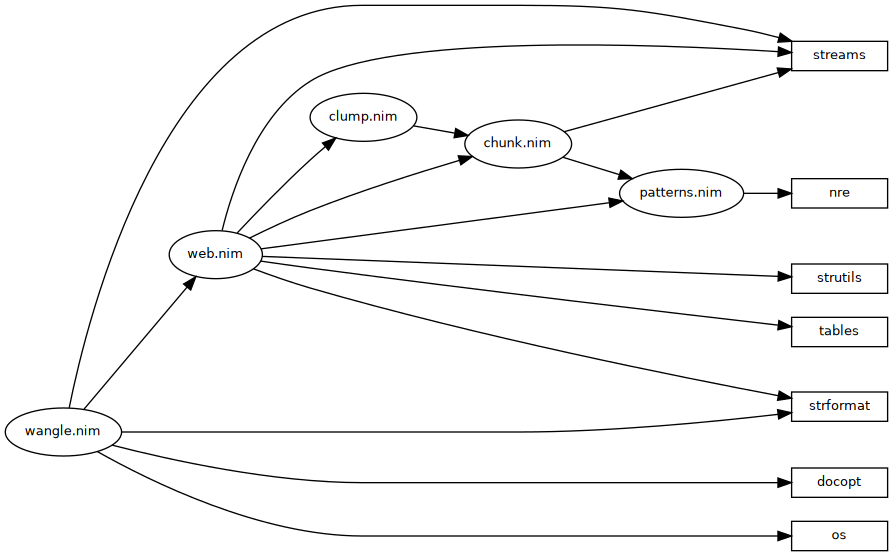 streams
clump.nim
chunk.nim
patterns.nim
nre
web.nim
strutils
tables
strformat
wangle.nim
docopt
os